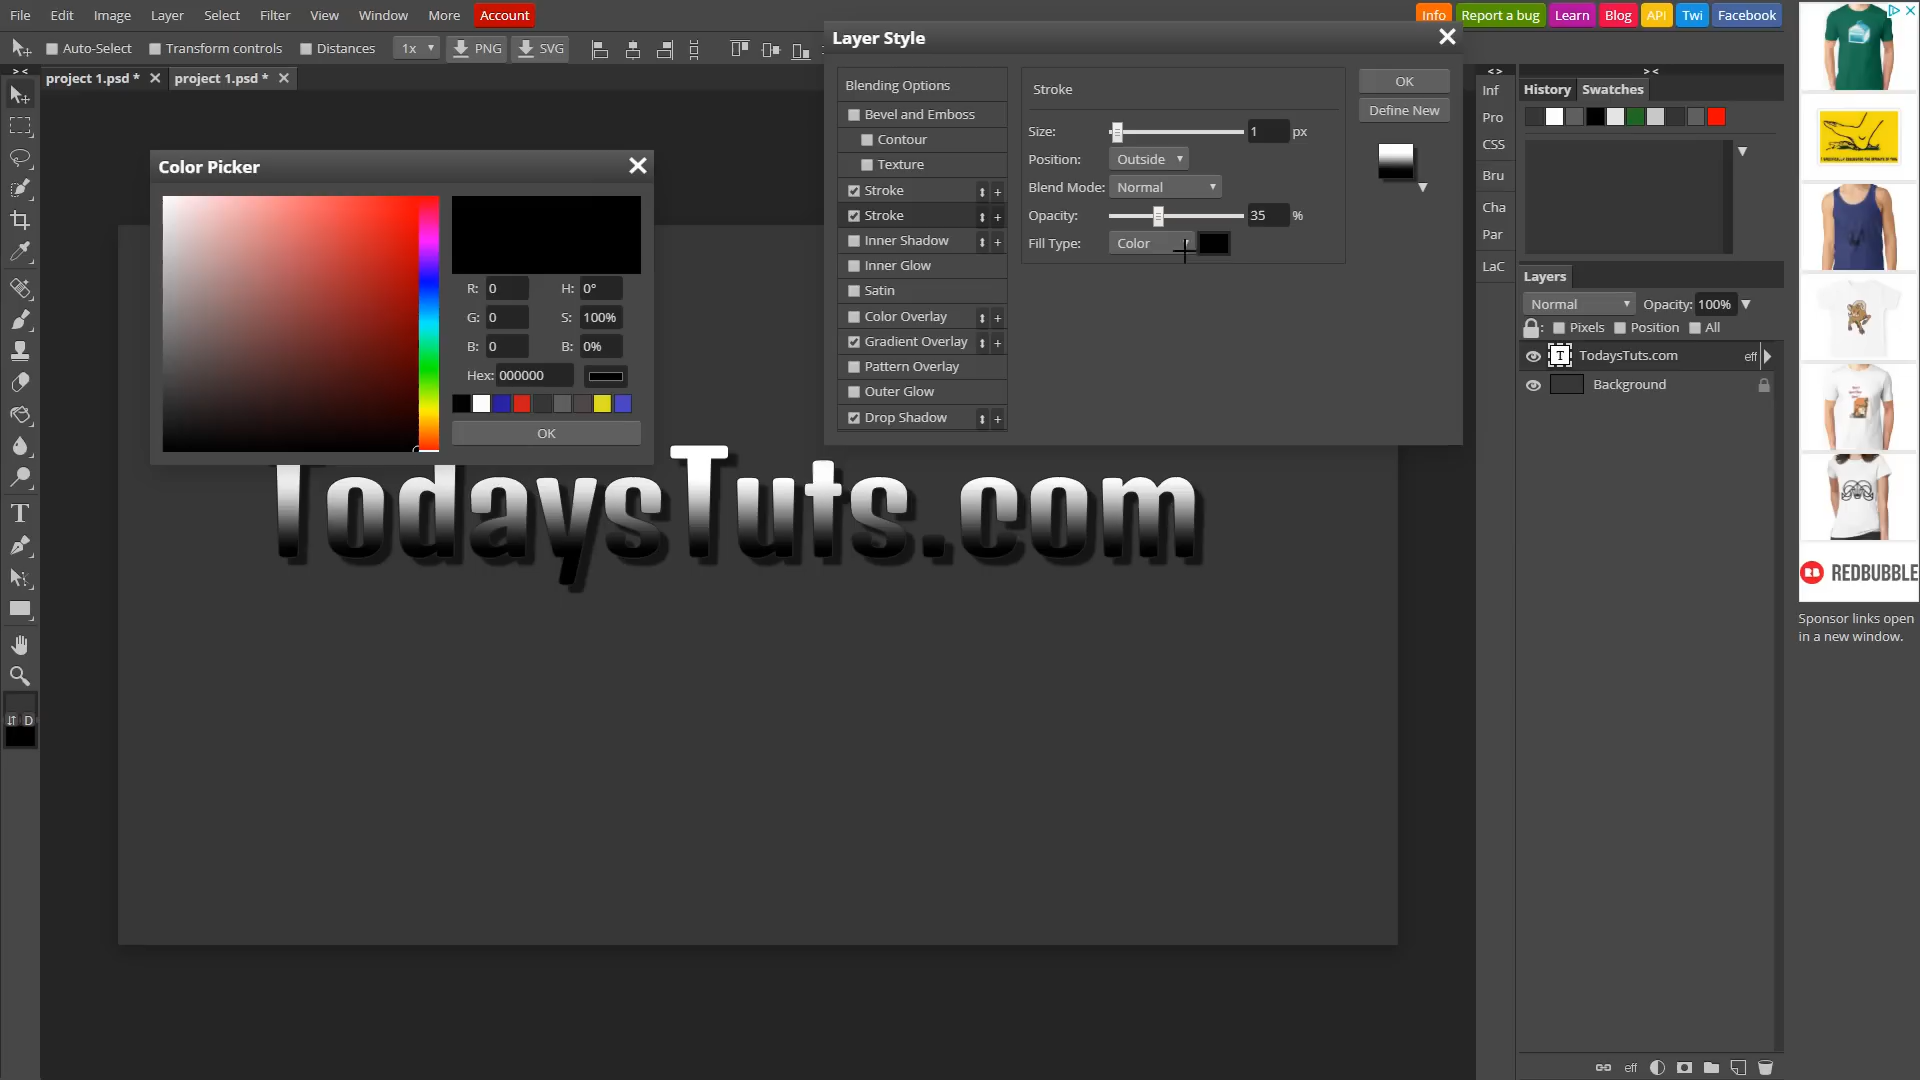 File Edit Image Layer Select Filter View Window More Account
Info Report a bug Learn Blog API Twi Facebook
Auto-Select Transform controls Distances 1x PNG SVG
project 1.psd * project 1.psd *
Color Picker
R: 0 H: 0°
G: 0 S: 100%
B: 0 B: 0%
Hex: 000000
OK
Layer Style
Blending Options
Bevel and Emboss
Contour
Texture
Stroke
Stroke
Inner Shadow
Inner Glow
Satin
Color Overlay
Gradient Overlay
Pattern Overlay
Outer Glow
Drop Shadow
Stroke
Size: 1 px
Position: Outside
Blend Mode: Normal
Opacity: 35 %
Fill Type: Color
OK
Define New
TodaysTuts.com
T
D
< >
> <
> <
Inf
Pro
CSS
Bru
Cha
Par
LaC
History Swatches
Layers
Normal Opacity: 100%
: Pixels Position All
T TodaysTuts.com eff
Background
eff
RB REDBUBBLE
Sponsor links open
in a new window.